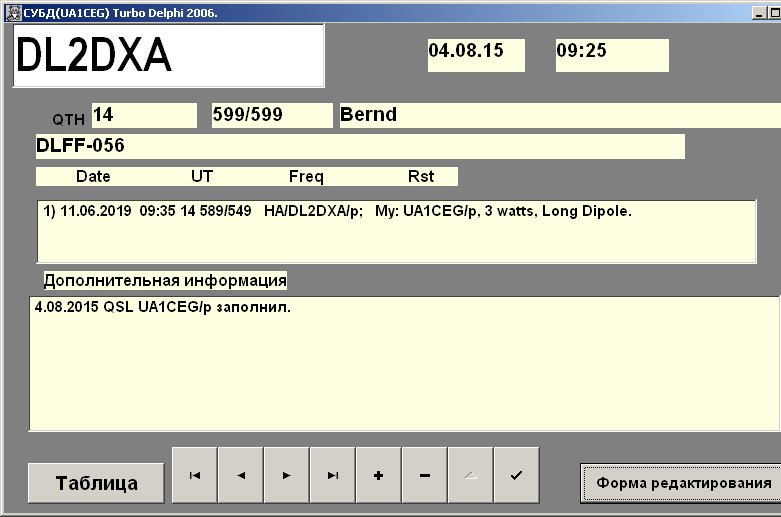 СУБД(UA1CEG) Turbo Delphi 2006.
DL2DXA
04.08.15 09:25
QTH 14 599/599 Bernd
DLFF-056
Date UT Freq Rst
1) 11.06.2019 09:35 14 589/549 HA/DL2DXA/p; My: UA1CEG/p, 3 watts, Long Dipole.
Дополнительная информация
4.08.2015 QSL UA1CEG/p заполнил.
Таблица
Форма редактирования